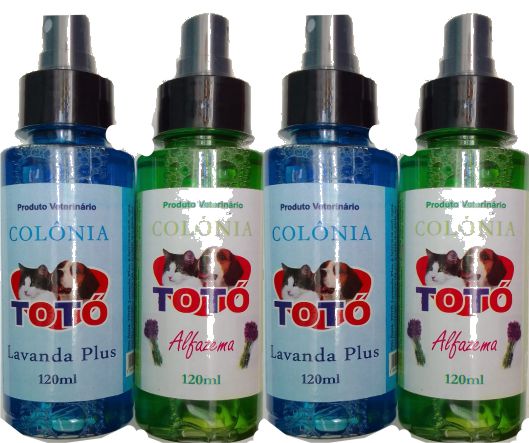 Produto Veterinário
COLÔNIA
TOTÓ
Lavanda Plus
120ml
Produto Veterinário
COLÔNIA
TOTÓ
Alfazema
120ml
Produto Veterinário
COLÔNIA
TOTÓ
Lavanda Plus
120ml
Produto Veterinário
COLÔNIA
TOTÓ
Alfazema
120ml